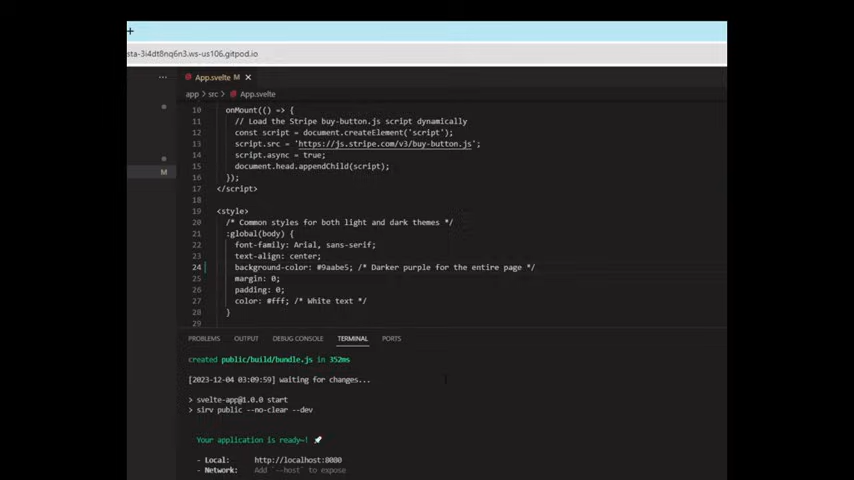 +
sta-3i4dt8nq6n3.ws-us106.gitpod.io
... App.svelte M ×
app > src > App.svelte
10 onMount(() => {
11 // Load the Stripe buy-button.js script dynamically
12 const script = document.createElement('script');
13 script.src = 'https://js.stripe.com/v3/buy-button.js';
14 script.async = true;
15 document.head.appendChild(script);
M
16 });
17 </script>
18
19 <style>
20 /* Common styles for both light and dark themes */
21 :global(body) {
22 font-family: Arial, sans-serif;
23 text-align: center;
24 background-color: #9aabe5; /* Darker purple for the entire page */
25 margin: 0;
26 padding: 0;
27 color: #fff; /* White text */
28 }
29
PROBLEMS OUTPUT DEBUG CONSOLE TERMINAL PORTS
created public/build/bundle.js in 352ms
[2023-12-04 03:09:59] waiting for changes...
> svelte-app@1.0.0 start
> sirv public --no-clear --dev
Your application is ready~! 🚀
- Local: http://localhost:8080
- Network: Add `--host` to expose